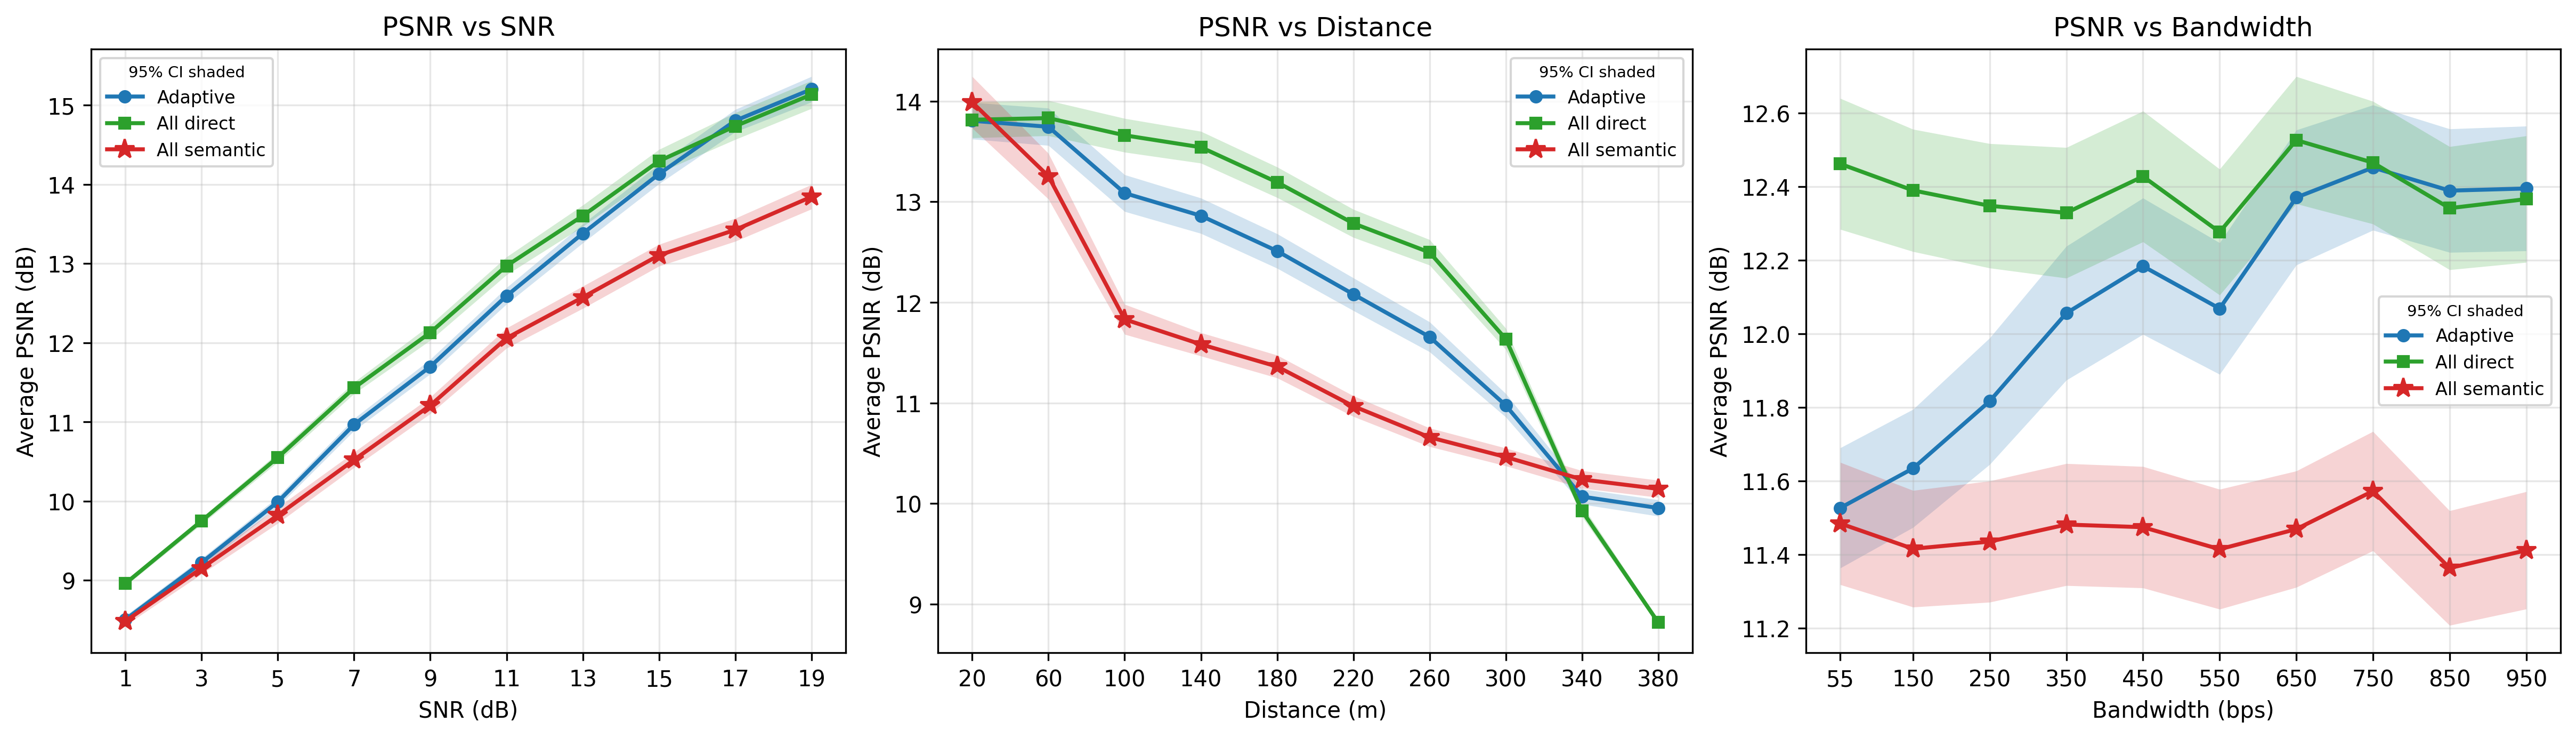 PSNR vs SNR
95% CI shaded
Adaptive
All direct
All semantic
Average PSNR (dB)
15
14
13
12
11
10
9
1 3 5 7 9 11 13 15 17 19
SNR (dB)
PSNR vs Distance
95% CI shaded
Adaptive
All direct
All semantic
Average PSNR (dB)
14
13
12
11
10
9
20 60 100 140 180 220 260 300 340 380
Distance (m)
PSNR vs Bandwidth
95% CI shaded
Adaptive
All direct
All semantic
Average PSNR (dB)
12.6
12.4
12.2
12.0
11.8
11.6
11.4
11.2
55 150 250 350 450 550 650 750 850 950
Bandwidth (bps)